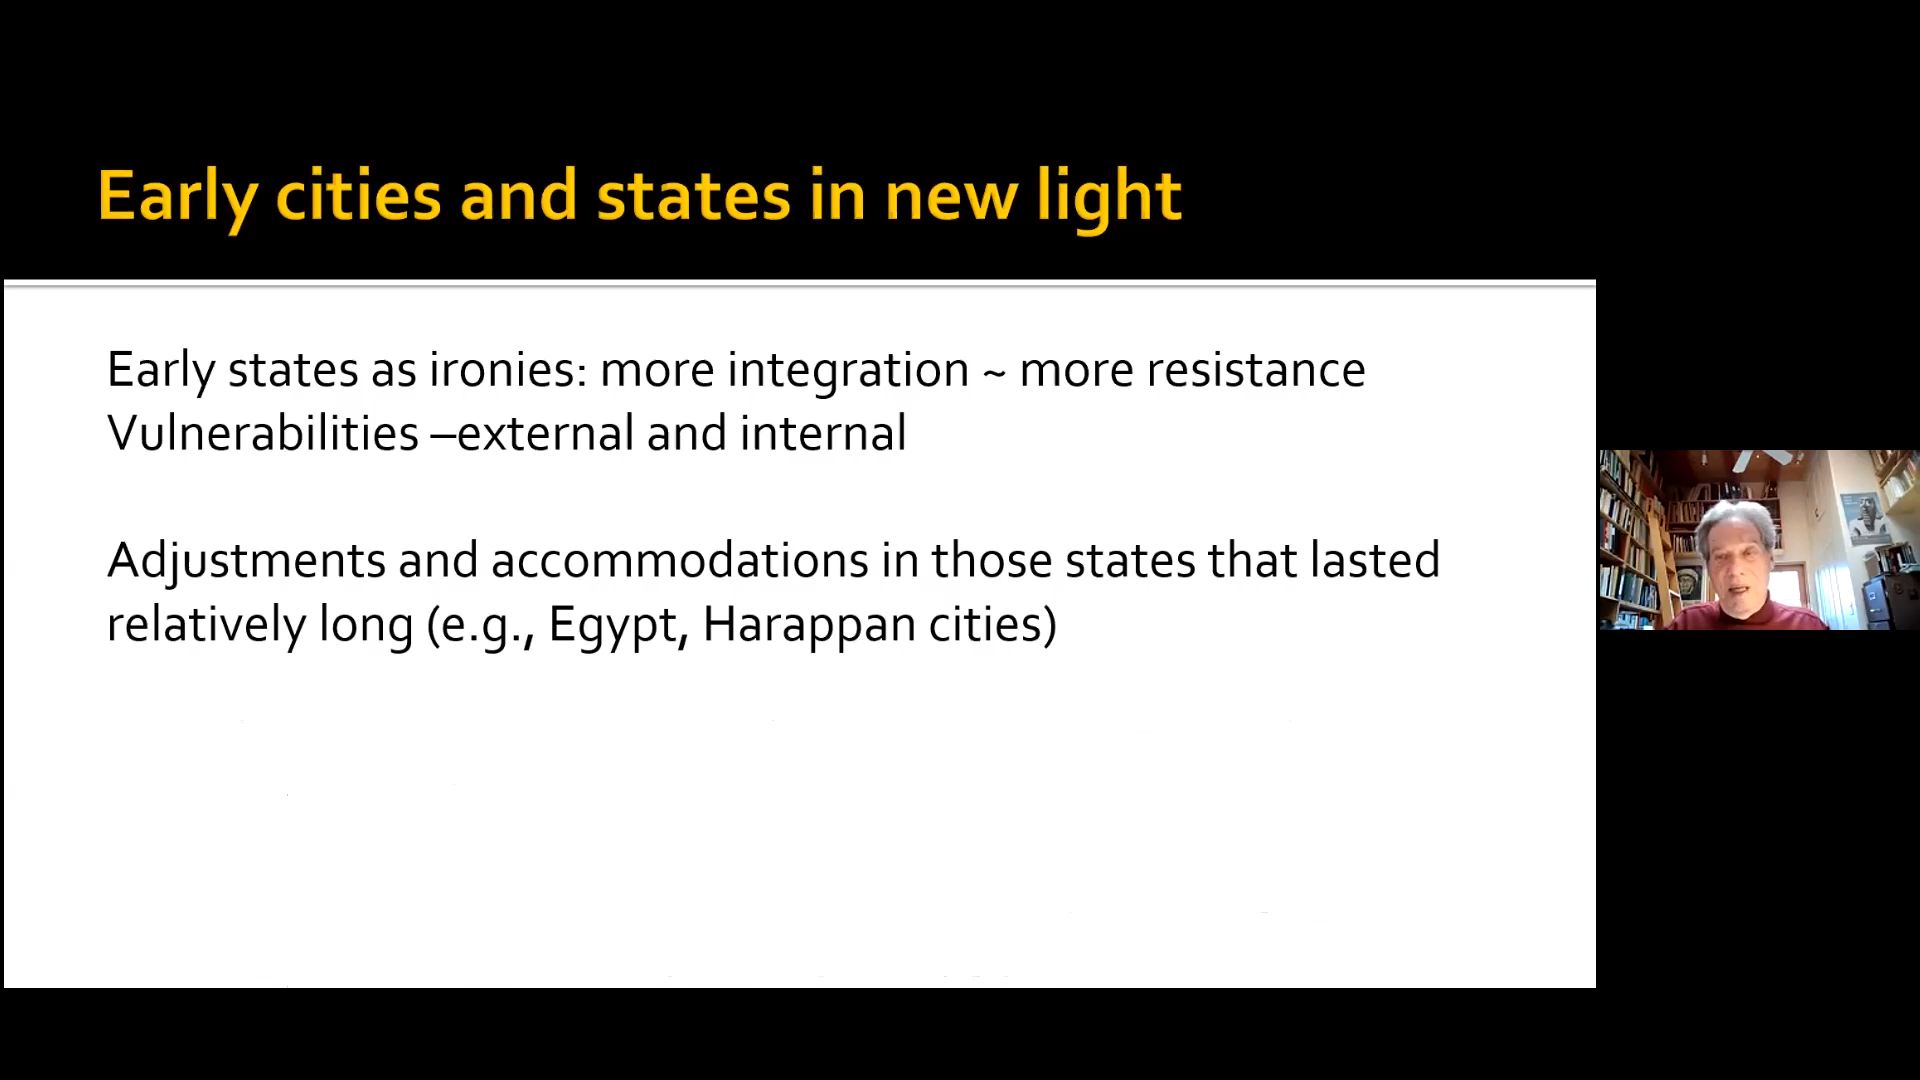 Early cities and states in new light
Early states as ironies: more integration ~ more resistance
Vulnerabilities –external and internal
Adjustments and accommodations in those states that lasted
relatively long (e.g., Egypt, Harappan cities)